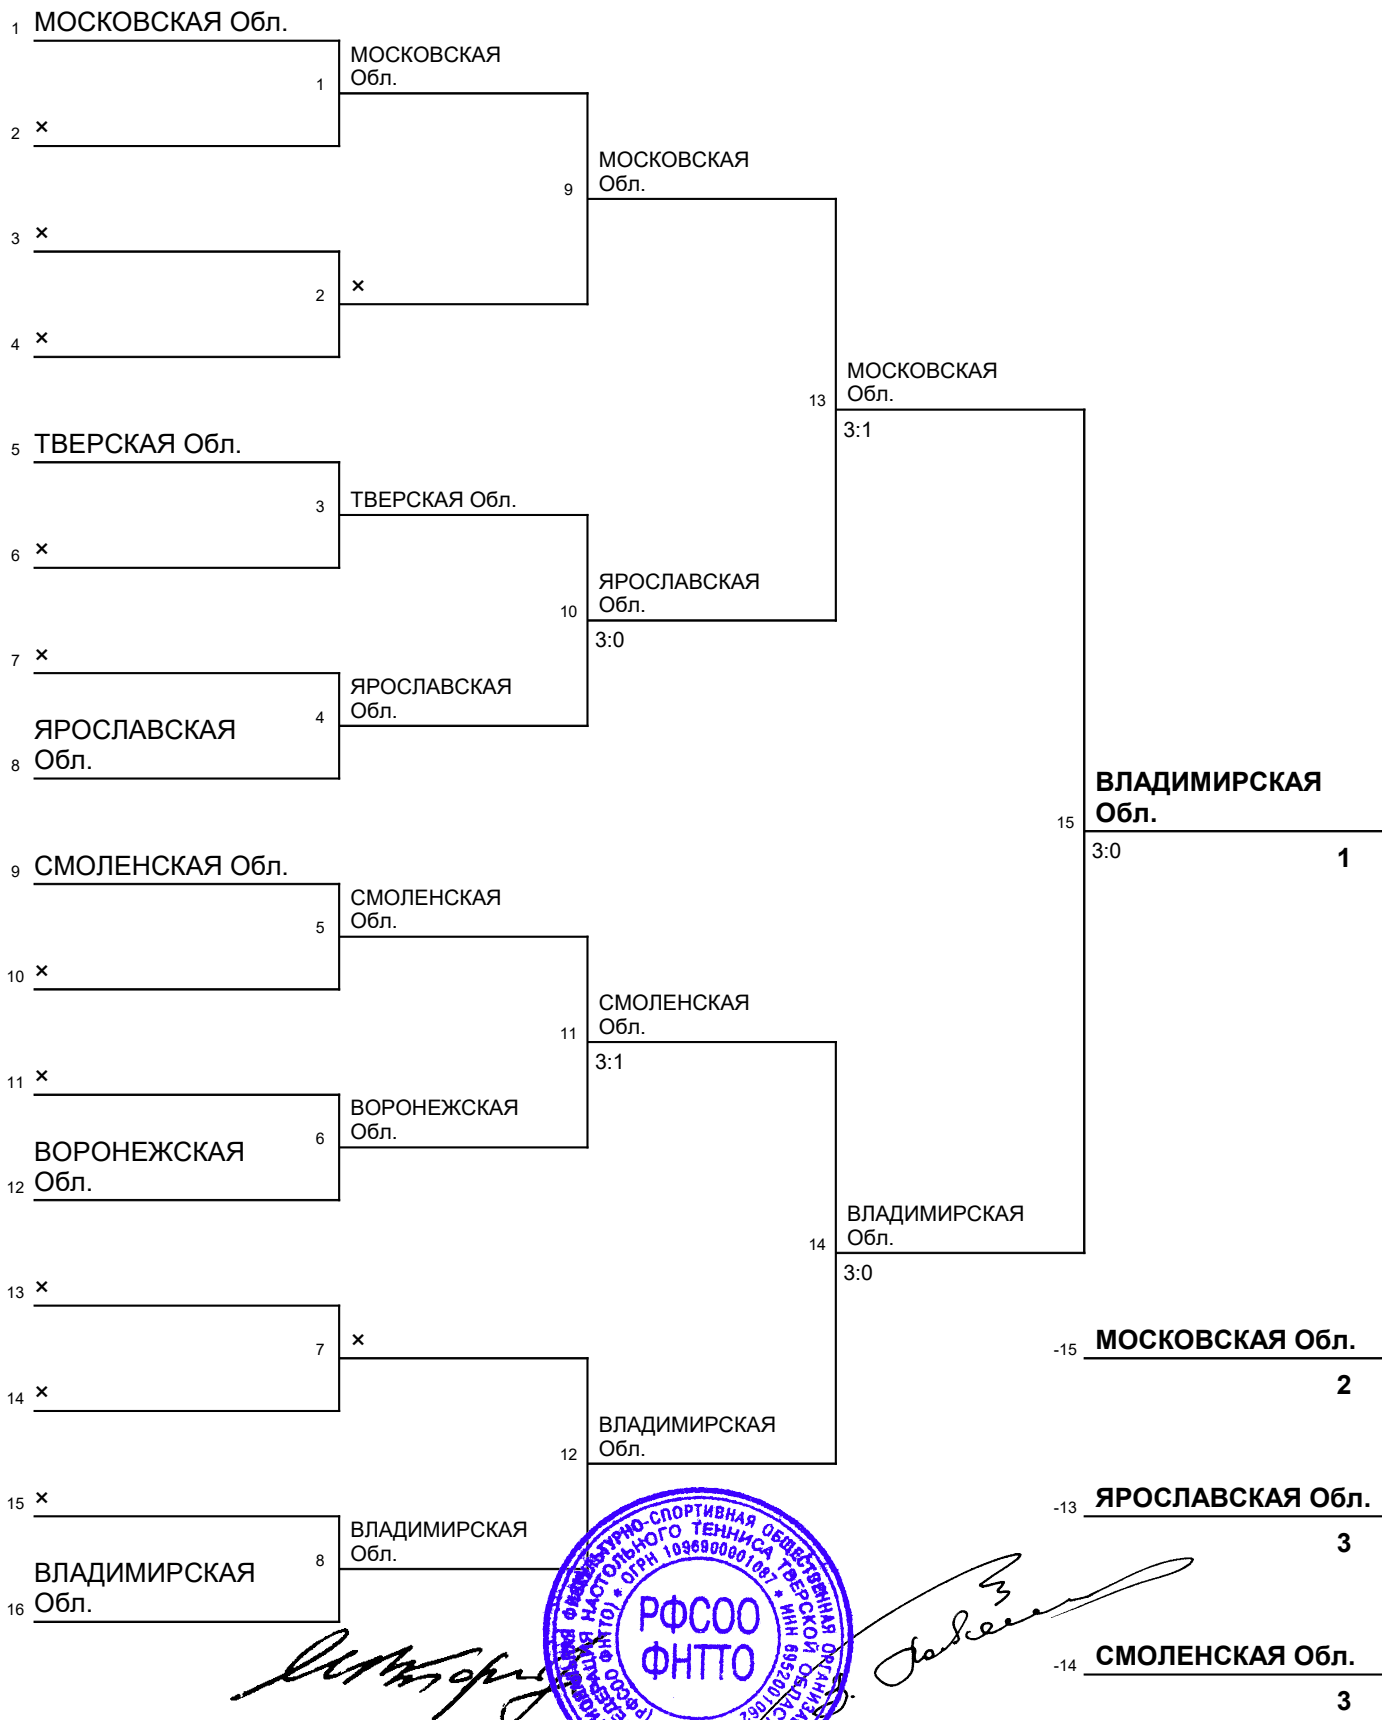 1 МОСКОВСКАЯ Обл.
1 МОСКОВСКАЯ
Обл.
2 ×
9 МОСКОВСКАЯ
Обл.
3 ×
2 ×
4 ×
13 МОСКОВСКАЯ
Обл.
3:1
5 ТВЕРСКАЯ Обл.
3 ТВЕРСКАЯ Обл.
6 ×
10 ЯРОСЛАВСКАЯ
Обл.
3:0
7 ×
4 ЯРОСЛАВСКАЯ
Обл.
ЯРОСЛАВСКАЯ
8 Обл.
15 ВЛАДИМИРСКАЯ
Обл.
3:0 1
9 СМОЛЕНСКАЯ Обл.
5 СМОЛЕНСКАЯ
Обл.
10 ×
11 СМОЛЕНСКАЯ
Обл.
3:1
11 ×
6 ВОРОНЕЖСКАЯ
Обл.
ВОРОНЕЖСКАЯ
12 Обл.
14 ВЛАДИМИРСКАЯ
Обл.
3:0
13 ×
7 ×
14 ×
-15 МОСКОВСКАЯ Обл.
2
12 ВЛАДИМИРСКАЯ
Обл.
15 ×
-13 ЯРОСЛАВСКАЯ Обл.
3
8 ВЛАДИМИРСКАЯ
Обл.
ВЛАДИМИРСКАЯ
16 Обл.
РФСОО
ФНТТО
-14 СМОЛЕНСКАЯ Обл.
3